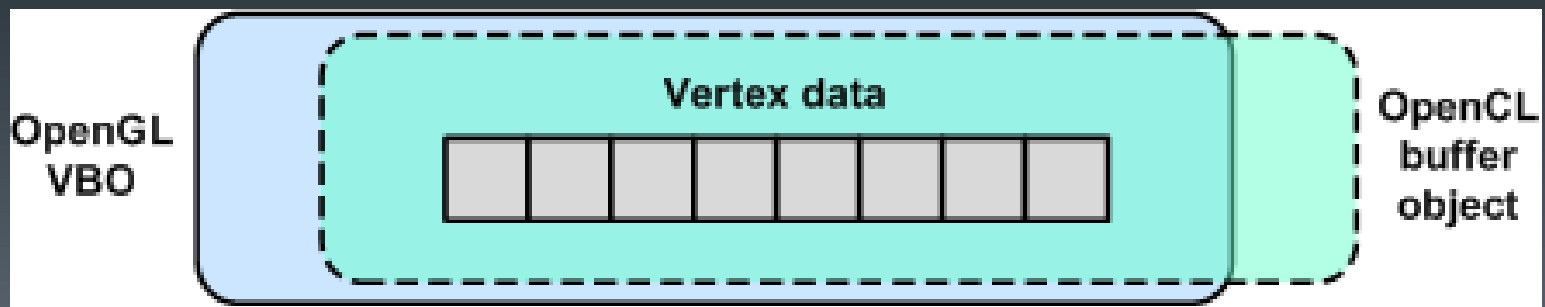 OpenGL
VBO
Vertex data
OpenCL
buffer
object